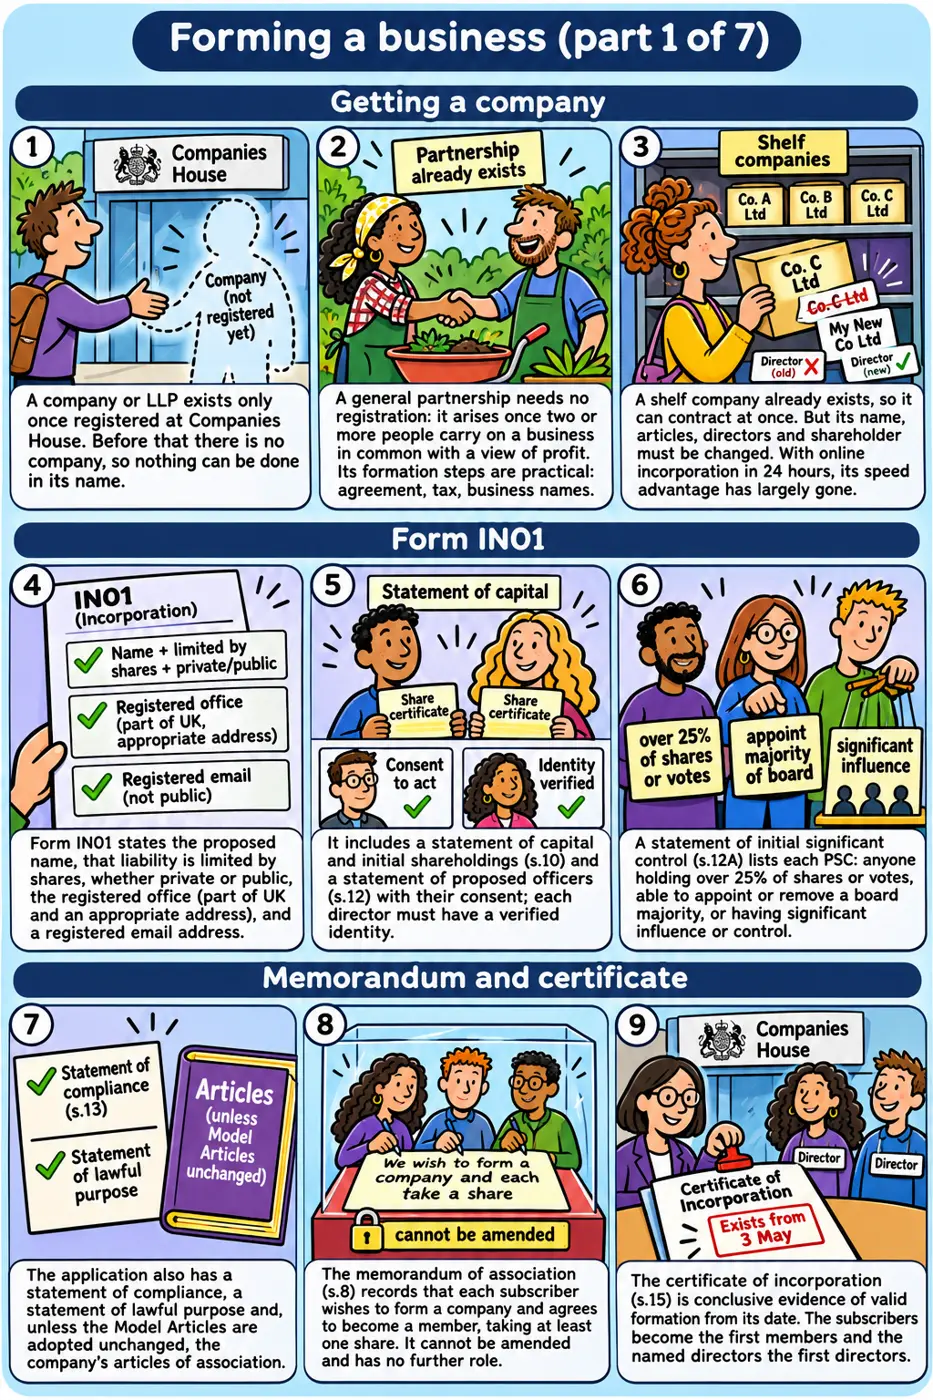 Forming a business (part 1 of 7)
Getting a company
1
Companies
House
Company
(not
registered
yet)
A company or LLP exists only
once registered at Companies
House. Before that there is no
company, so nothing can be done
in its name.
2
Partnership
already exists
A general partnership needs no
registration: it arises once two or
more people carry on a business
in common with a view of profit.
Its formation steps are practical:
agreement, tax, business names.
3
Shelf
companies
Co. A
Ltd
Co. B
Ltd
Co. C
Ltd
Co. C
Ltd
Co. C Ltd
My New
Co Ltd
Director
(old)
Director
(new)
A shelf company already exists, so it
can contract at once. But its name,
articles, directors and shareholder
must be changed. With online
incorporation in 24 hours, its speed
advantage has largely gone.
Form IN01
4
IN01
(Incorporation)
Name + limited by
shares + private/public
Registered office
(part of UK,
appropriate address)
Registered email
(not public)
Form IN01 states the proposed
name, that liability is limited by
shares, whether private or public,
the registered office (part of UK
and an appropriate address), and
a registered email address.
5
Statement of capital
Share
certificate
Share
certificate
Consent
to act
Identity
verified
It includes a statement of capital
and initial shareholdings (s.10) and
a statement of proposed officers
(s.12) with their consent; each
director must have a verified
identity.
6
over 25%
of shares
or votes
appoint
majority
of board
significant
influence
A statement of initial significant
control (s.12A) lists each PSC: anyone
holding over 25% of shares or votes,
able to appoint or remove a board
majority, or having significant
influence or control.
Memorandum and certificate
7
Statement of
compliance
(s.13)
Statement
of lawful
purpose
Articles
(unless
Model
Articles
unchanged)
The application also has a
statement of compliance, a
statement of lawful purpose and,
unless the Model Articles are
adopted unchanged, the
company's articles of association.
8
We wish to form a
company and each
take a share
cannot be amended
The memorandum of association
(s.8) records that each subscriber
wishes to form a company and agrees
to become a member, taking at least
one share. It cannot be amended
and has no further role.
9
Companies
House
Director
Director
Certificate of
Incorporation
Exists from
3 May
The certificate of incorporation
(s.15) is conclusive evidence of valid
formation from its date. The subscribers
become the first members and the
named directors the first directors.